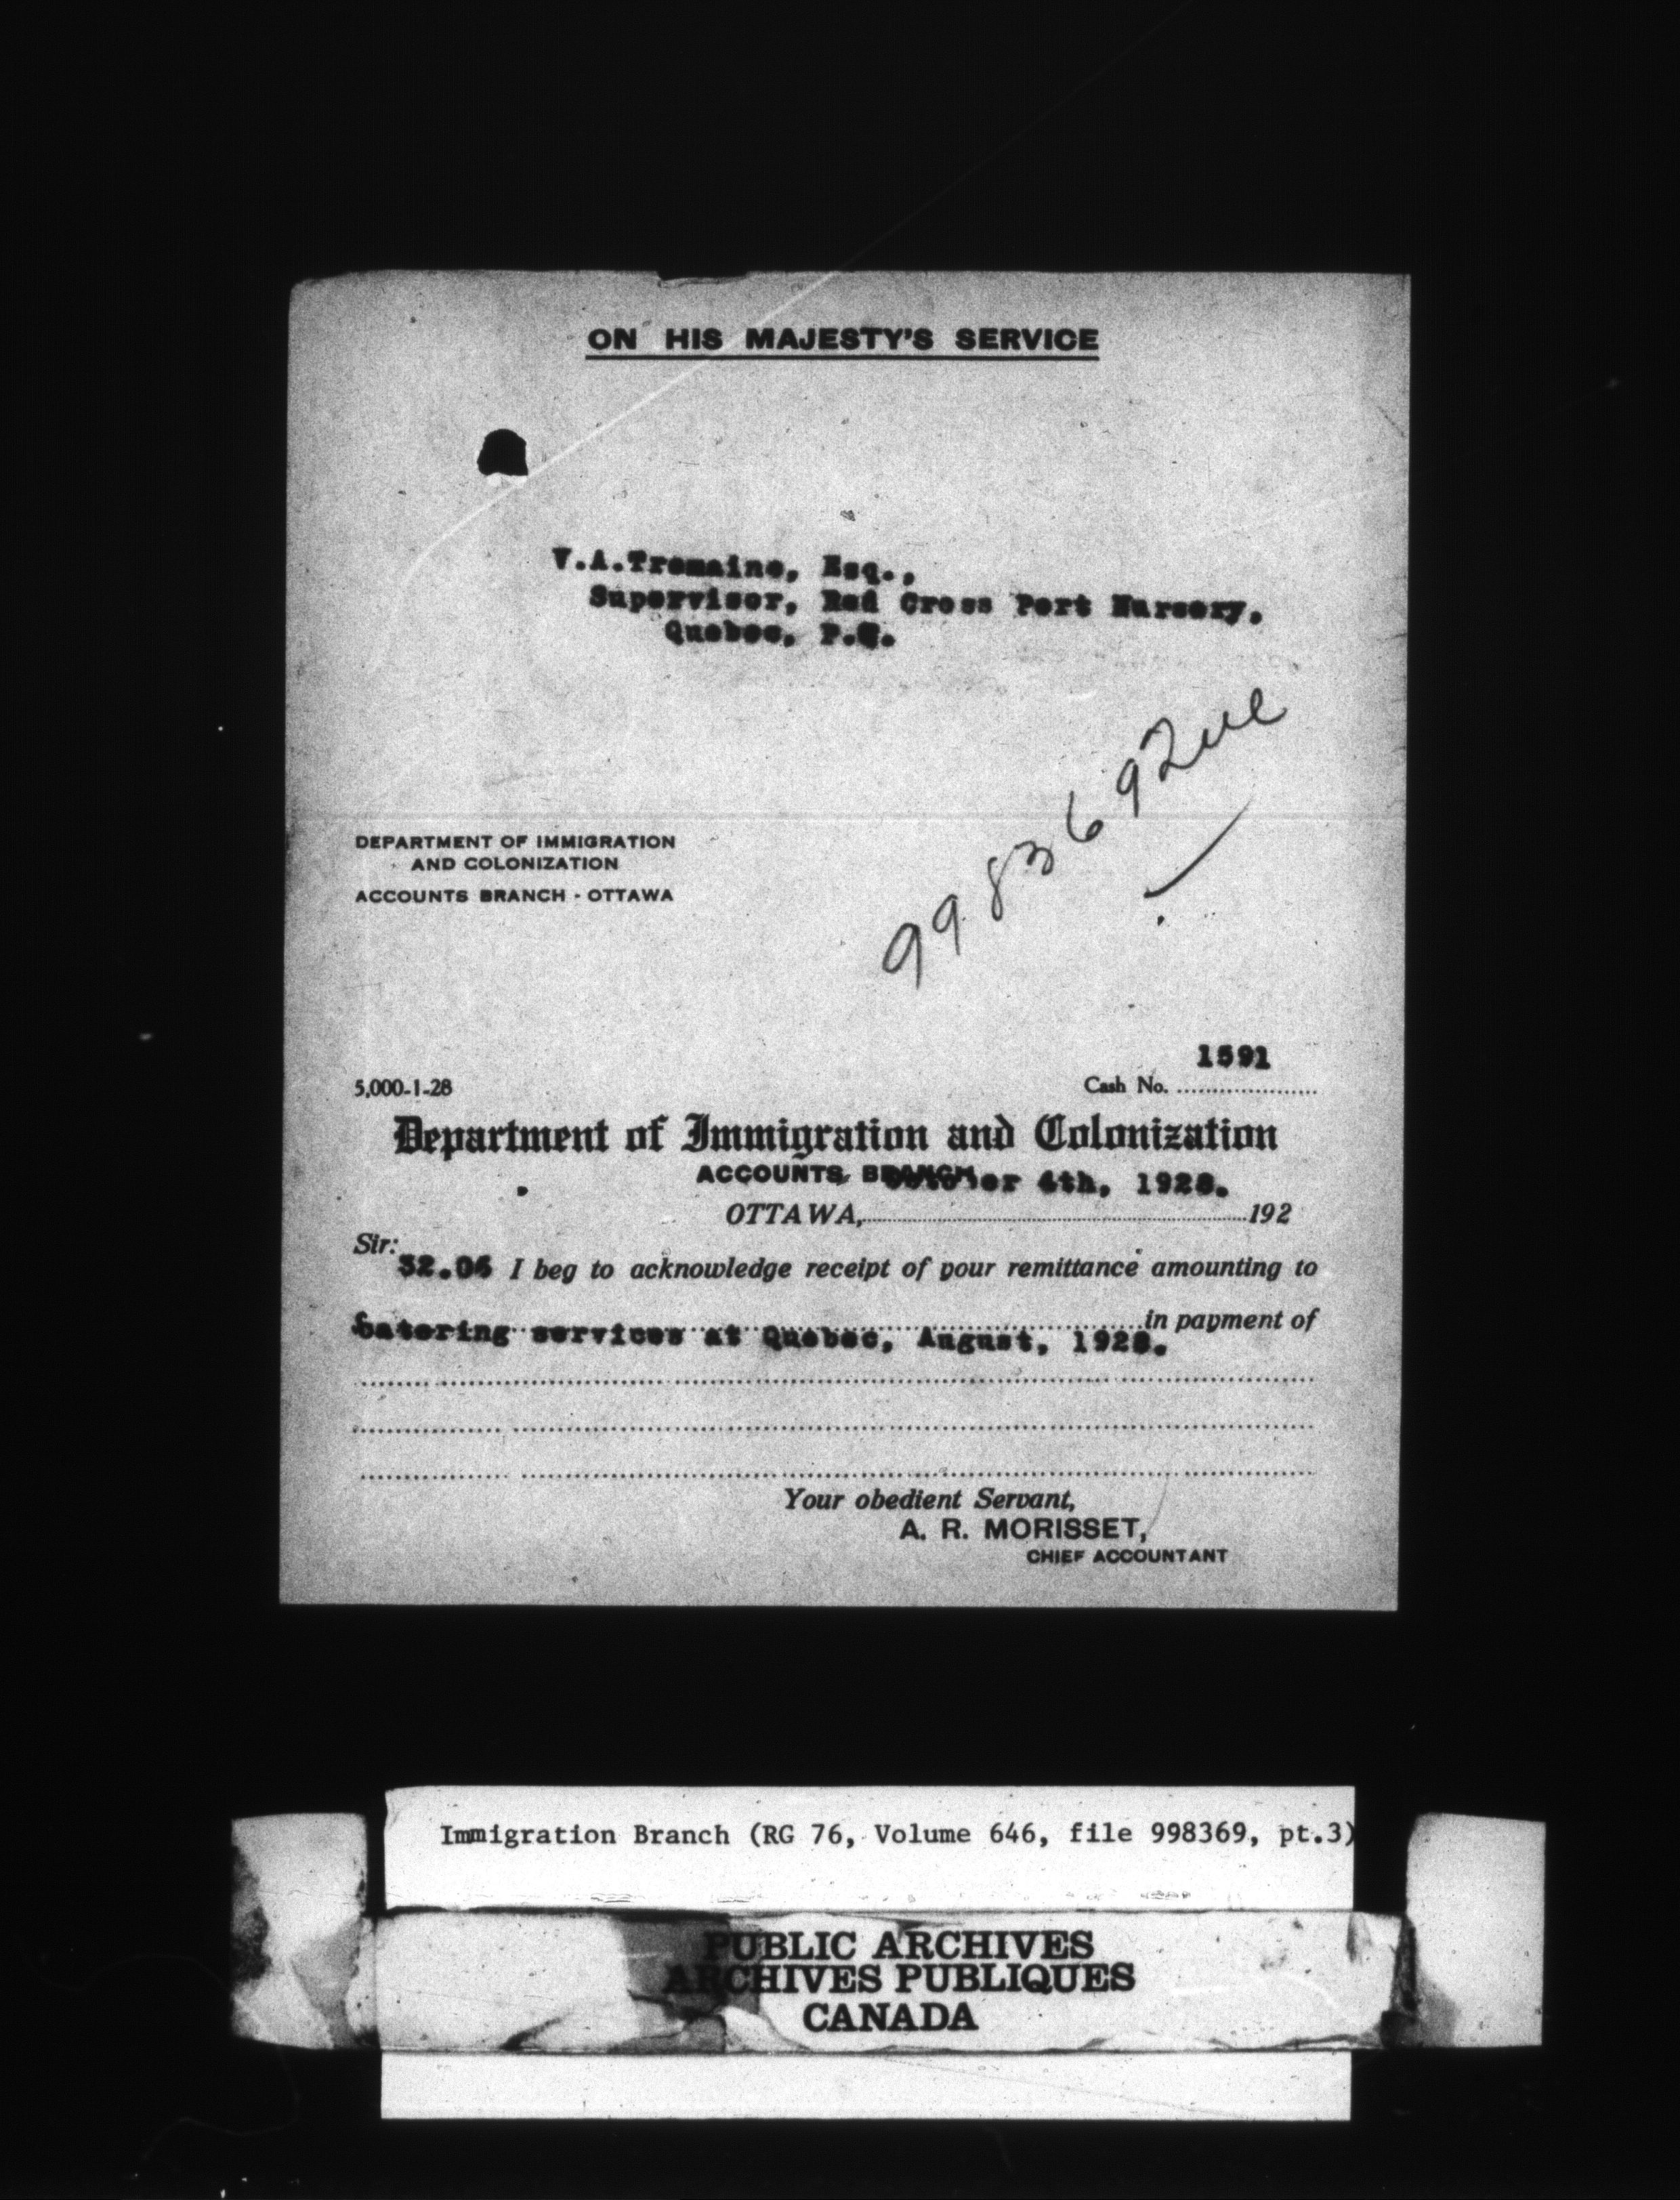 ON HIS MAJESTY'S SERVICE
V.A.Tremaine, Esq.,
Supervisor, Red Cross Port Nursery,
Quebec, P.Q.
DEPARTMENT OF IMMIGRATION
AND COLONIZATION
ACCOUNTS BRANCH - OTTAWA
998369
1591
5,000-1-28
Cash No.
Department of Immigration and Colonization
ACCOUNTS BRANCH
October 4th, 1928.
OTTAWA, 192
Sir:
32.05 I beg to acknowledge receipt of your remittance amounting to
in payment of
Catering services at Quebec, August, 1928.
Your obedient Servant,
A. R. MORISSET,
CHIEF ACCOUNTANT
Immigration Branch (RG 76, Volume 646, file 998369, pt.3)
PUBLIC ARCHIVES
ARCHIVES PUBLIQUES
CANADA